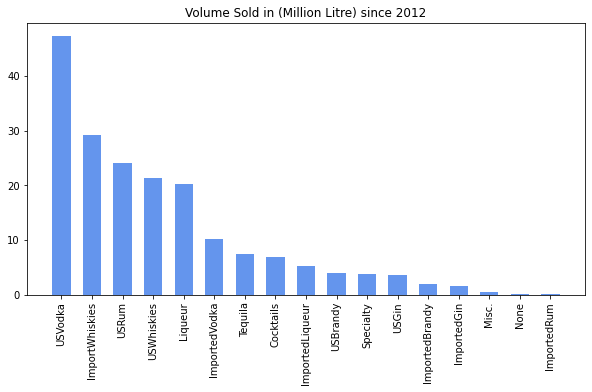 Volume Sold in (Million Litre) since 2012
40
30
20
10
0
USVodka
ImportWhiskies
USRum
USWhiskies
Liqueur
ImportedVodka
Tequila
Cocktails
ImportedLiqueur
USBrandy
Specialty
USGin
ImportedBrandy
ImportedGin
Misc.
None
ImportedRum